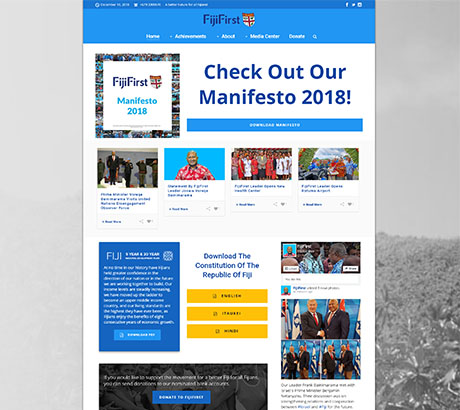 December 10, 2018
A better future for all Fijians
FijiFirst
Home Achievements About Media Center Donate
FijiFirst
Manifesto
2018
Check Out Our
Manifesto 2018!
DOWNLOAD MANIFESTO
Prime Minister Voreqe
Bainimarama Visits United
Nations Disengagement
Observer Force
Read More
Statement By FijiFirst
Leader Josaia Voreqe
Bainimarama
Read More
FijiFirst Leader Opens New
Health Center
Read More
FijiFirst Leader Opens
Rotuma Airport
Read More
FIJI 5 YEAR & 20 YEAR
At no time in our history have Fijians
held greater confidence in the
direction of our nation or in the future
we are working together to build. Our
income levels are steadily increasing,
we have moved up the ladder to
become an upper middle income
country, and our living standards are
the highest they have ever been, as
Fijians enjoy the benefits of eight
consecutive years of economic growth.
DOWNLOAD PDF
Download The
Constitution Of The
Republic Of Fiji
ENGLISH
ITAUKEI
HINDI
FijiFirst
Share
FijiFirst
If you would like to support the movement for a better Fiji for all Fijians,
you can send donations to our nominated bank accounts.
DONATE TO FIJIFIRST
Our Leader Frank Bainimarama met with
Israel's Prime Minister Benjamin
Netanyahu. Their discussion was on
strengthening relations and cooperation
between #Israel and #Fiji for the future.